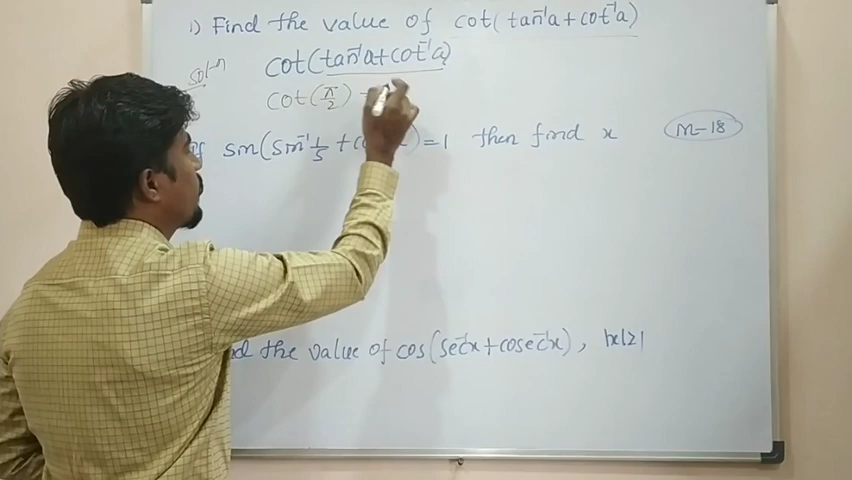 1) Find the value of cot(tan⁻¹a+cot⁻¹a)
soln cot(tan⁻¹a+cot⁻¹a)
cot(π/2)
sin(sin⁻¹ 1/5 + =1 then find x M-18
the value of cos(sec⁻¹x+cosec⁻¹x), |x|≥1